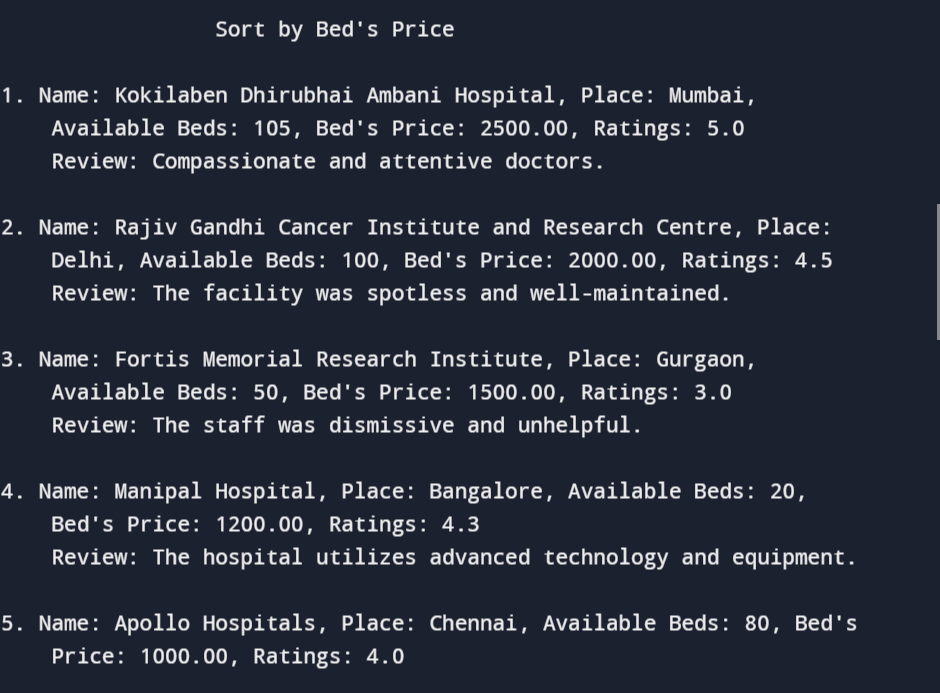 Sort by Bed's Price
1. Name: Kokilaben Dhirubhai Ambani Hospital, Place: Mumbai,
Available Beds: 105, Bed's Price: 2500.00, Ratings: 5.0
Review: Compassionate and attentive doctors.
2. Name: Rajiv Gandhi Cancer Institute and Research Centre, Place:
Delhi, Available Beds: 100, Bed's Price: 2000.00, Ratings: 4.5
Review: The facility was spotless and well-maintained.
3. Name: Fortis Memorial Research Institute, Place: Gurgaon,
Available Beds: 50, Bed's Price: 1500.00, Ratings: 3.0
Review: The staff was dismissive and unhelpful.
4. Name: Manipal Hospital, Place: Bangalore, Available Beds: 20,
Bed's Price: 1200.00, Ratings: 4.3
Review: The hospital utilizes advanced technology and equipment.
5. Name: Apollo Hospitals, Place: Chennai, Available Beds: 80, Bed's
Price: 1000.00, Ratings: 4.0